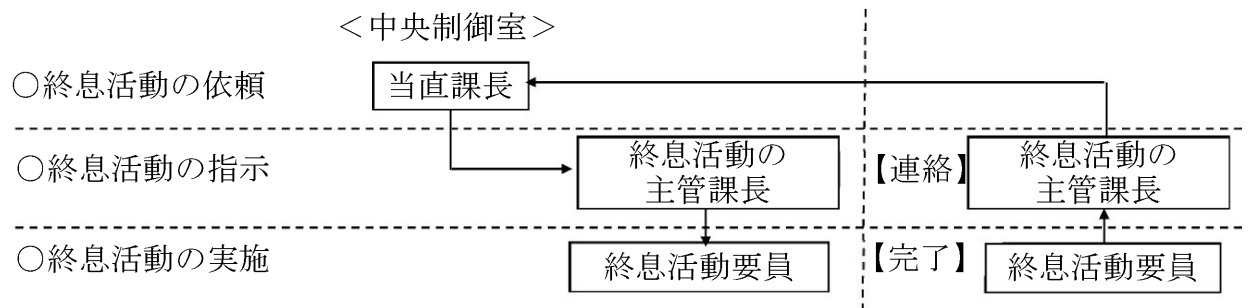 <中央制御室>
○終息活動の依頼
当直課長
○終息活動の指示
終息活動の
主管課長
【連絡】
終息活動の
主管課長
○終息活動の実施
終息活動要員
【完了】
終息活動要員